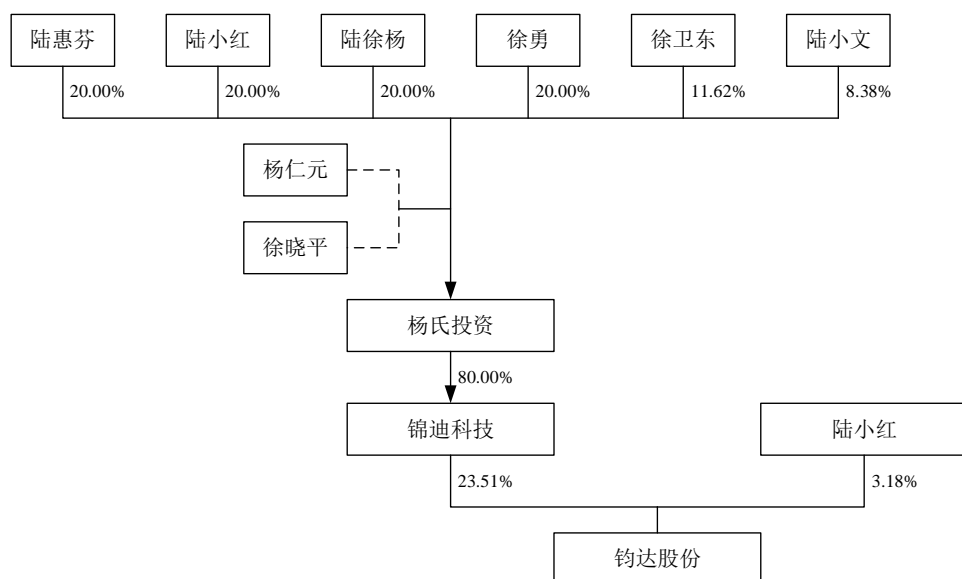 陆惠芬
陆小红
陆徐杨
徐勇
徐卫东
陆小文
20.00%
20.00%
20.00%
20.00%
11.62%
8.38%
杨仁元
徐晓平
杨氏投资
80.00%
锦迪科技
陆小红
23.51%
3.18%
钧达股份